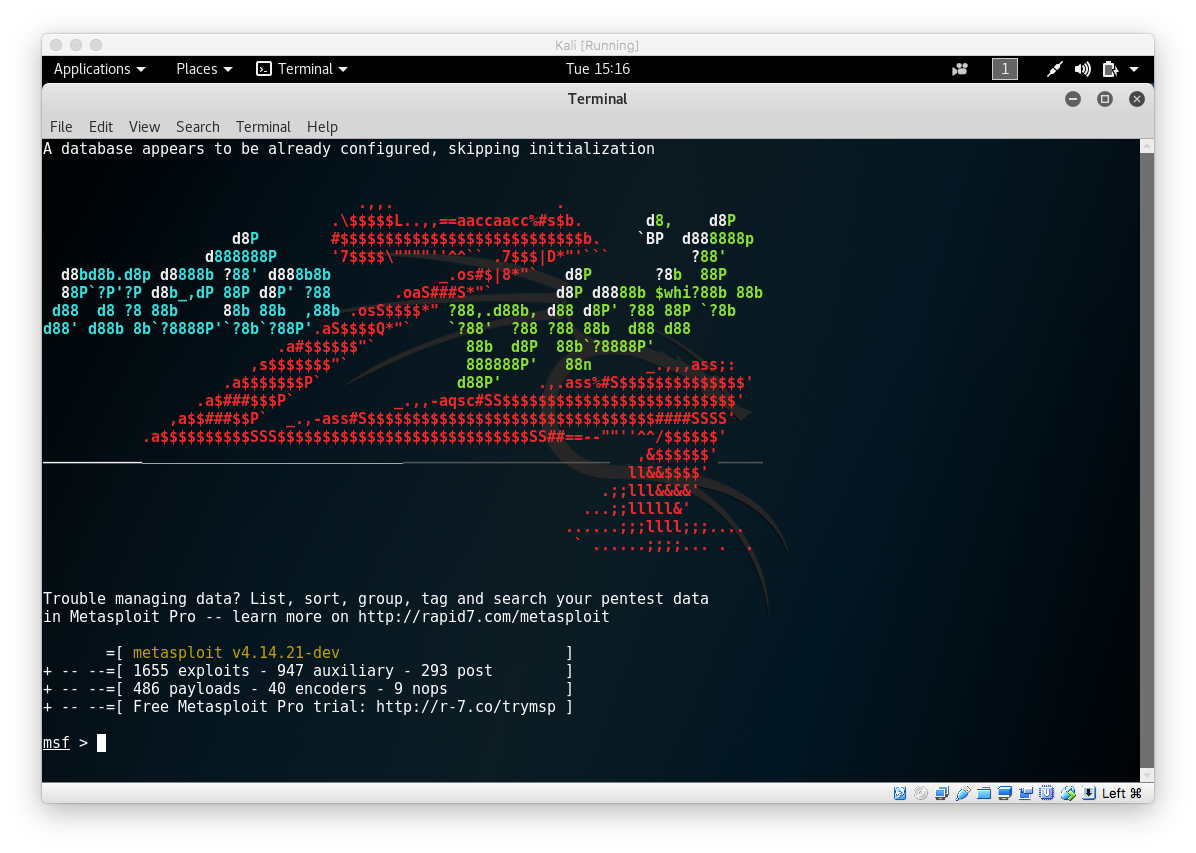 Kali [Running]
Applications Places Terminal Tue 15:16 1
Terminal
File Edit View Search Terminal Help
A database appears to be already configured, skipping initialization
Trouble managing data? List, sort, group, tag and search your pentest data
in Metasploit Pro -- learn more on http://rapid7.com/metasploit
=[ metasploit v4.14.21-dev ]
+ -- --=[ 1655 exploits - 947 auxiliary - 293 post ]
+ -- --=[ 486 payloads - 40 encoders - 9 nops ]
+ -- --=[ Free Metasploit Pro trial: http://r-7.co/trymsp ]
msf >
Left ⌘